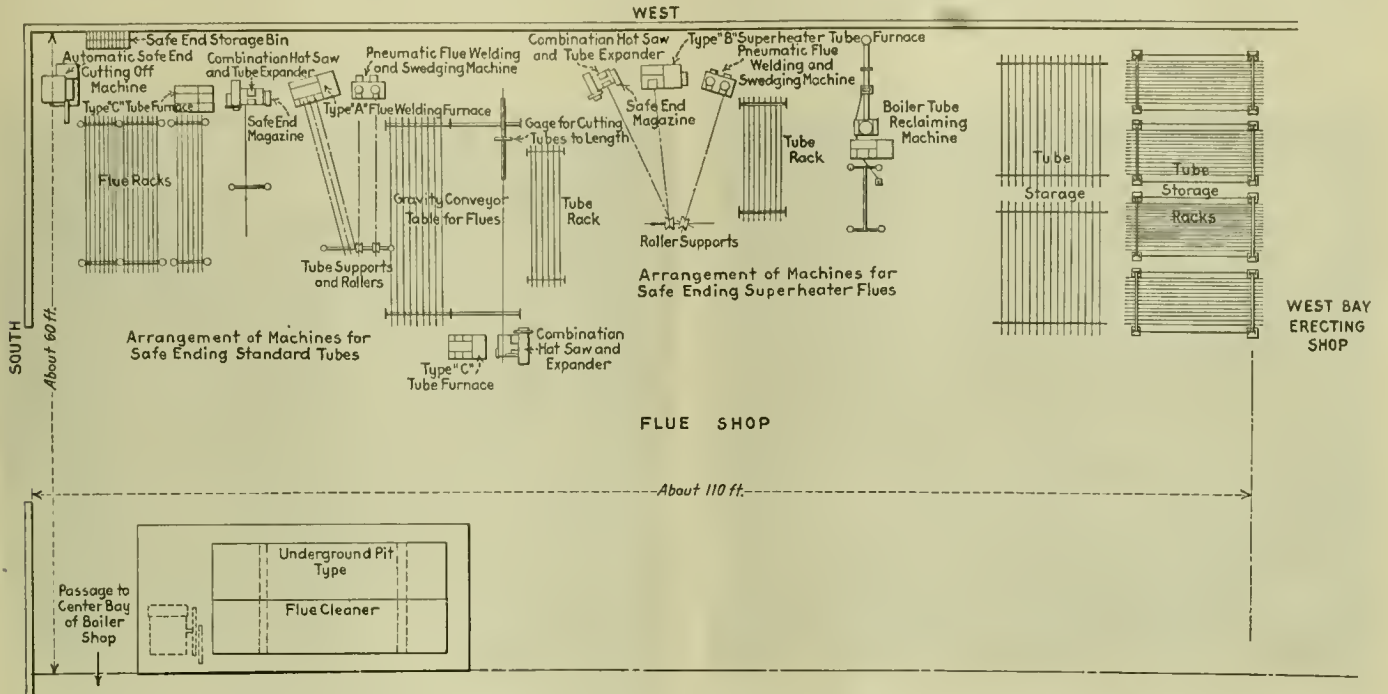 WEST
Safe End Storage Bin
Automatic Safe End
Cutting Off
Machine
Combination Hot Saw
and Tube Expander
Pneumatic Flue Welding
and Swedging Machine
Combination Hot Saw
and Tube Expander
Type "B" Superheater Tube Furnace
Pneumatic Flue
Welding and
Swedging Machine
Type "C" Tube Furnace
Safe End
Magazine
Type "A" Flue Welding Furnace
Gage for Cutting
Tubes to Length
Safe End
Magazine
Tube
Rack
Boiler Tube
Reclaiming
Machine
Flue Racks
Gravity Conveyor
Table for Flues
Tube
Rack
Tube
Storage
Tube
Storage
Racks
Tube Supports
and Rollers
Roller Supports
Arrangement of Machines for
Safe Ending Superheater Flues
Arrangement of Machines for
Safe Ending Standard Tubes
Type "C"
Tube Furnace
Combination
Hot Saw and
Expander
WEST BAY
ERECTING
SHOP
SOUTH
About 60 ft.
FLUE SHOP
About 110 ft.
Underground Pit
Type
Flue Cleaner
Passage to
Center Bay
of Boiler
Shop